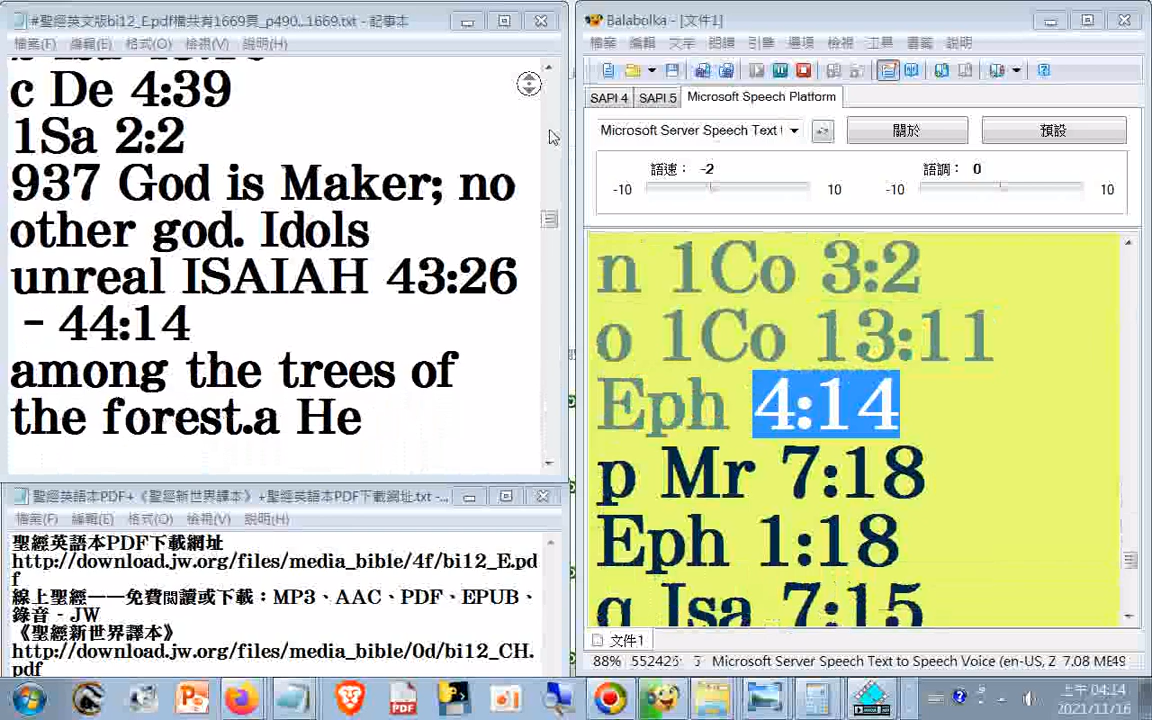 #聖經英文版bi12_E.pdf檔共有1669頁_p490...1669.txt - 記事本
檔案(F) 編輯(E) 格式(O) 檢視(V) 說明(H)
c De 4:39
1Sa 2:2
937 God is Maker; no
other god. Idols
unreal ISAIAH 43:26
- 44:14
among the trees of
the forest.a He
聖經英語本PDF+《聖經新世界譯本》+聖經英語本PDF下載網址.txt - ...
檔案(F) 編輯(E) 格式(O) 檢視(V) 說明(H)
聖經英語本PDF下載網址
http://download.jw.org/files/media_bible/4f/bi12_E.pd
f
線上聖經——免費閱讀或下載：MP3、AAC、PDF、EPUB、
錄音 - JW
《聖經新世界譯本》
http://download.jw.org/files/media_bible/0d/bi12_CH.
pdf
Balabolka - [文件1]
檔案 編輯 文字 朗讀 引擎 選項 檢視 工具 書籤 說明
SAPI 4 SAPI 5 Microsoft Speech Platform
Microsoft Server Speech Text 關於 預設
語速： -2 語調： 0
-10 10 -10 10
n 1Co 3:2
o 1Co 13:11
Eph 4:14
p Mr 7:18
Eph 1:18
q Isa 7:15
文件1
88% Microsoft Server Speech Text to Speech Voice (en-US, Z 7.08 ME
上午 04:14
2021/11/16